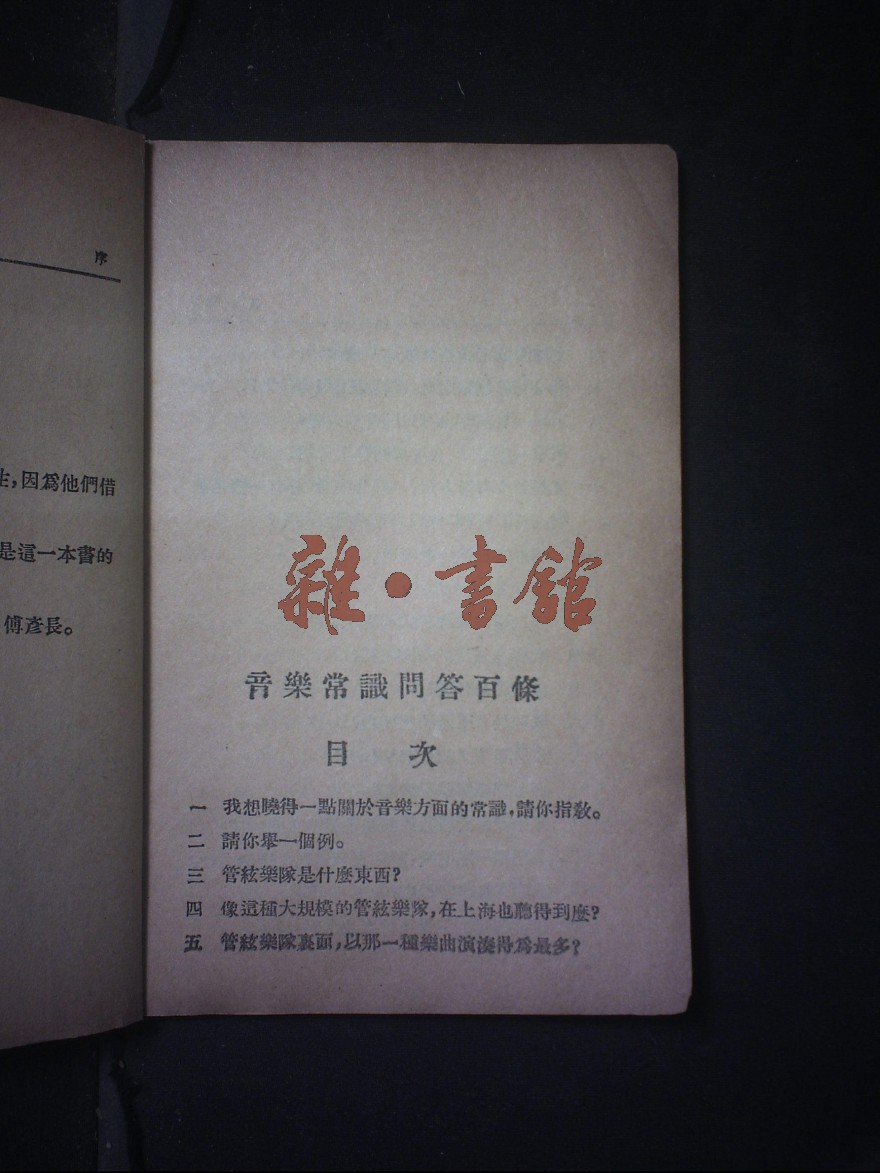 序
生,因爲他們借
是這一本書的
傅彥長。
雜·書館
音樂常識問答百條
目次
一 我想曉得一點關於音樂方面的常識,請你指敎。
二 請你舉一個例。
三 管絃樂隊是什麼東西?
四 像這種大規模的管絃樂隊,在上海也聽得到麼?
五 管絃樂隊裏面,以那一種樂曲演湊得爲最多?